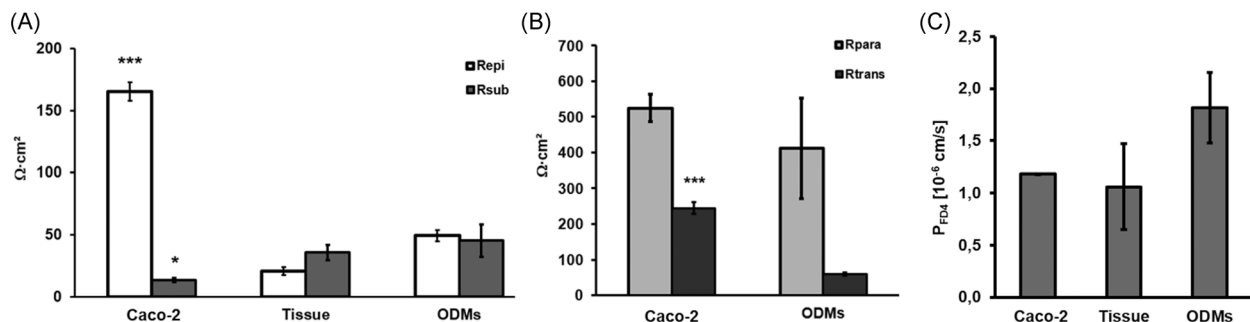 (A)
200
150
100
50
0
Ω·cm²
***
*
Repi
Rsub
Caco-2 Tissue ODMs
(B)
700
600
500
400
300
200
100
0
Ω·cm²
***
Rpara
Rtrans
Caco-2 ODMs
(C)
2,5
2,0
1,5
1,0
0,5
0,0
P_FD4 [10⁻⁶ cm/s]
Caco-2 Tissue ODMs